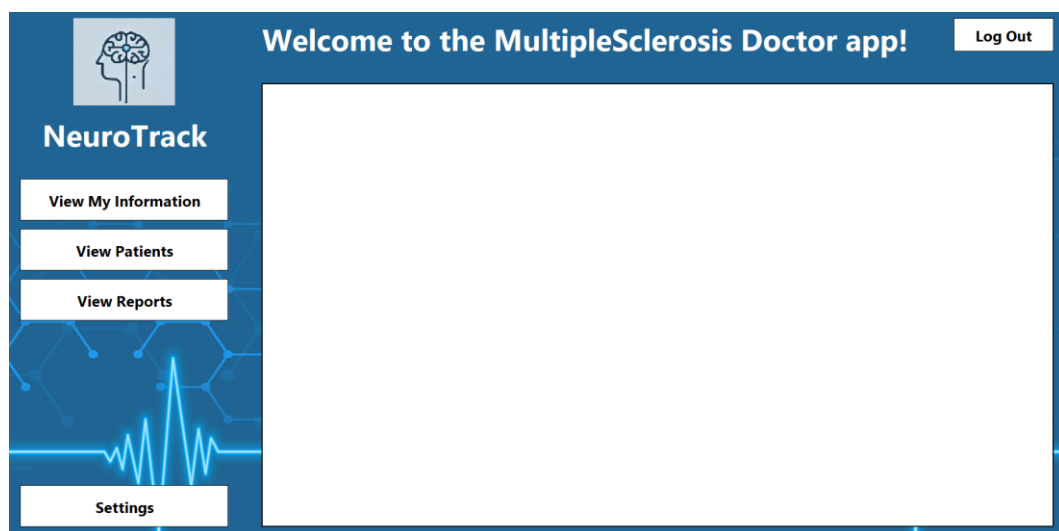 Welcome to the MultipleSclerosis Doctor app!
Log Out
NeuroTrack
View My Information
View Patients
View Reports
Settings